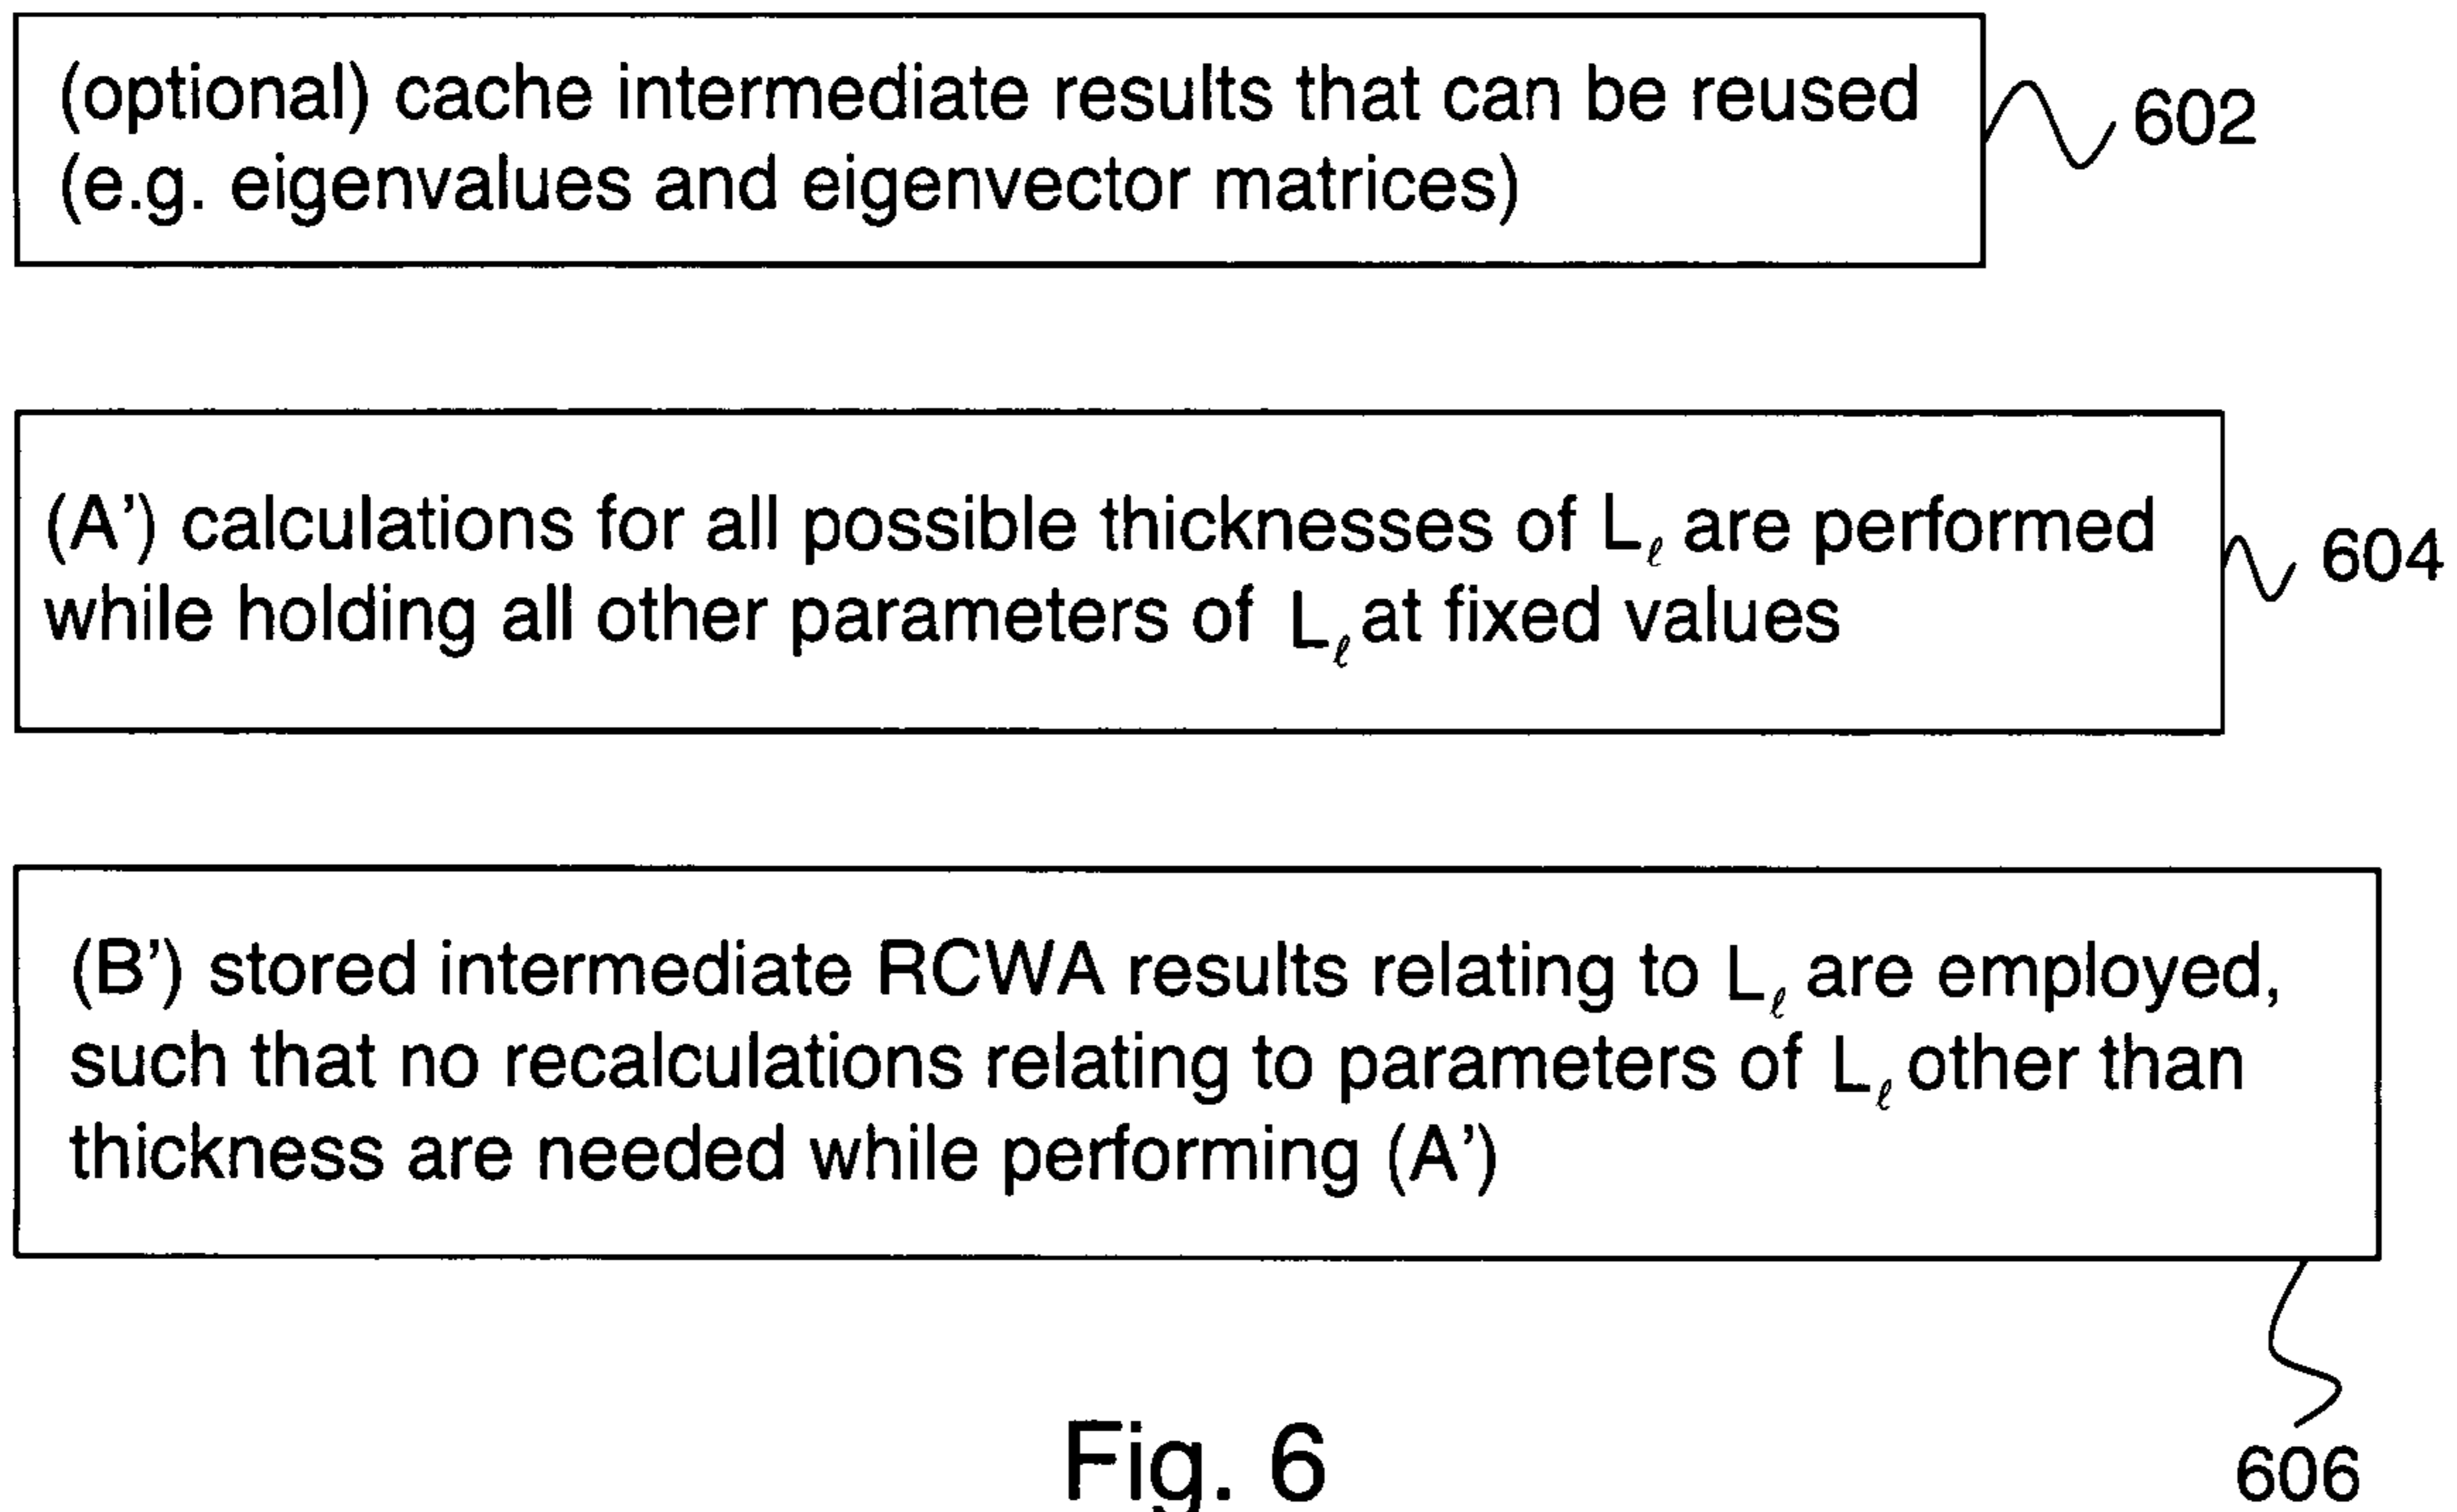 (optional) cache intermediate results that can be reused
(e.g. eigenvalues and eigenvector matrices)
602
(A’) calculations for all possible thicknesses of Lℓ are performed
while holding all other parameters of Lℓ at fixed values
604
(B’) stored intermediate RCWA results relating to Lℓ are employed,
such that no recalculations relating to parameters of Lℓ other than
thickness are needed while performing (A’)
606
Fig. 6